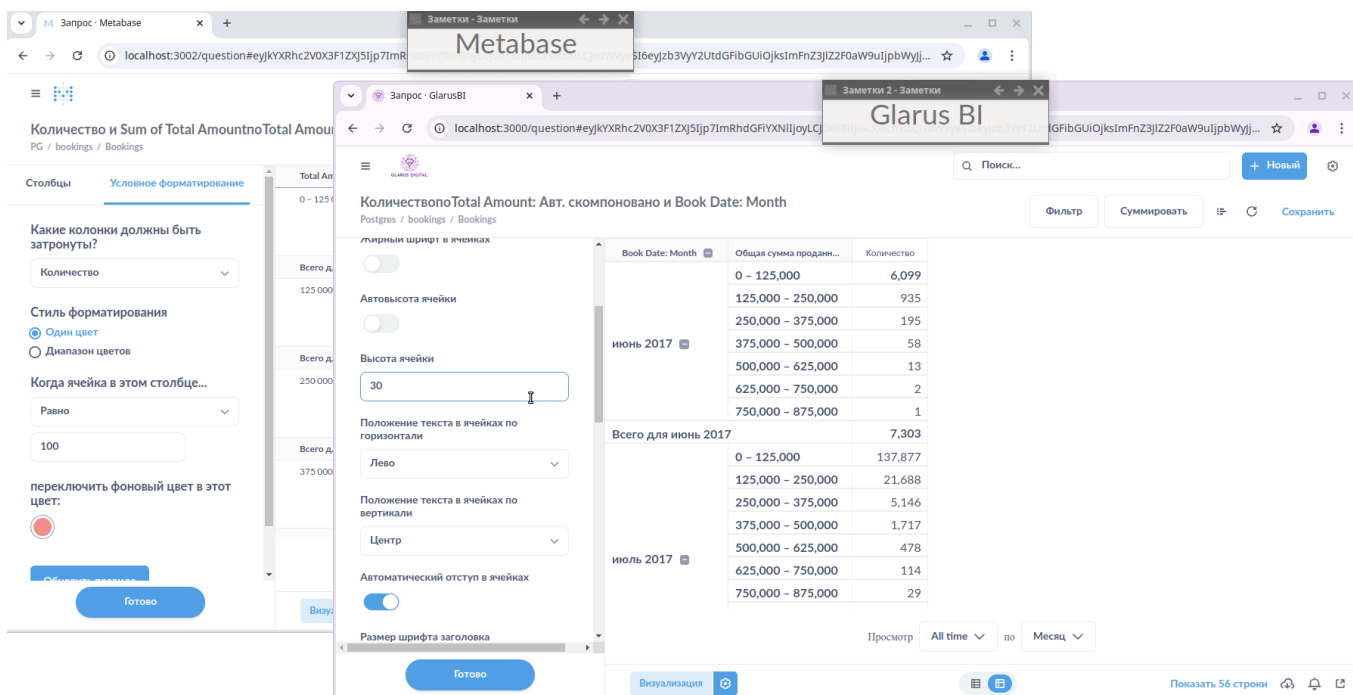 Запрос · Metabase
Заметки - Заметки
Metabase
localhost:3002/question#eyJkYXRhc2V0X3F1ZXJ5Ijp7ImR
Количество и Sum of Total AmountпоTotal Amou
PG / bookings / Bookings
Столбцы
Условное форматирование
Total Am
0 – 125 0
Какие колонки должны быть
затронуты?
Количество
Всего д
125 000
Стиль форматирования
Один цвет
Диапазон цветов
Всего д
Когда ячейка в этом столбце...
250 000
Равно
100
Всего д
375 000
переключить фоновый цвет в этот
цвет:
Обновить правило
Готово
Визуа
Запрос · GlarusBI
Заметки 2 - Заметки
Glarus BI
localhost:3000/question#eyJkYXRhc2V0X3F1ZXJ5Ijp7ImRhdGFiYXNlIjoyLCJ
GLARUS DIGITAL
Поиск...
+ Новый
КоличествопоTotal Amount: Авт. скомпоновано и Book Date: Month
Postgres / bookings / Bookings
Фильтр
Суммировать
Сохранить
Жирный шрифт в ячейках
Автовысота ячейки
Высота ячейки
30
Положение текста в ячейках по
горизонтали
Лево
Положение текста в ячейках по
вертикали
Центр
Автоматический отступ в ячейках
Размер шрифта заголовка
Готово
Book Date: Month Общая сумма проданн... Количество
0 – 125,000 6,099
125,000 – 250,000 935
250,000 – 375,000 195
июнь 2017 375,000 – 500,000 58
500,000 – 625,000 13
625,000 – 750,000 2
750,000 – 875,000 1
Всего для июнь 2017 7,303
0 – 125,000 137,877
125,000 – 250,000 21,688
250,000 – 375,000 5,146
375,000 – 500,000 1,717
500,000 – 625,000 478
июль 2017 625,000 – 750,000 114
750,000 – 875,000 29
Просмотр All time по Месяц
Визуализация
Показать 56 строки